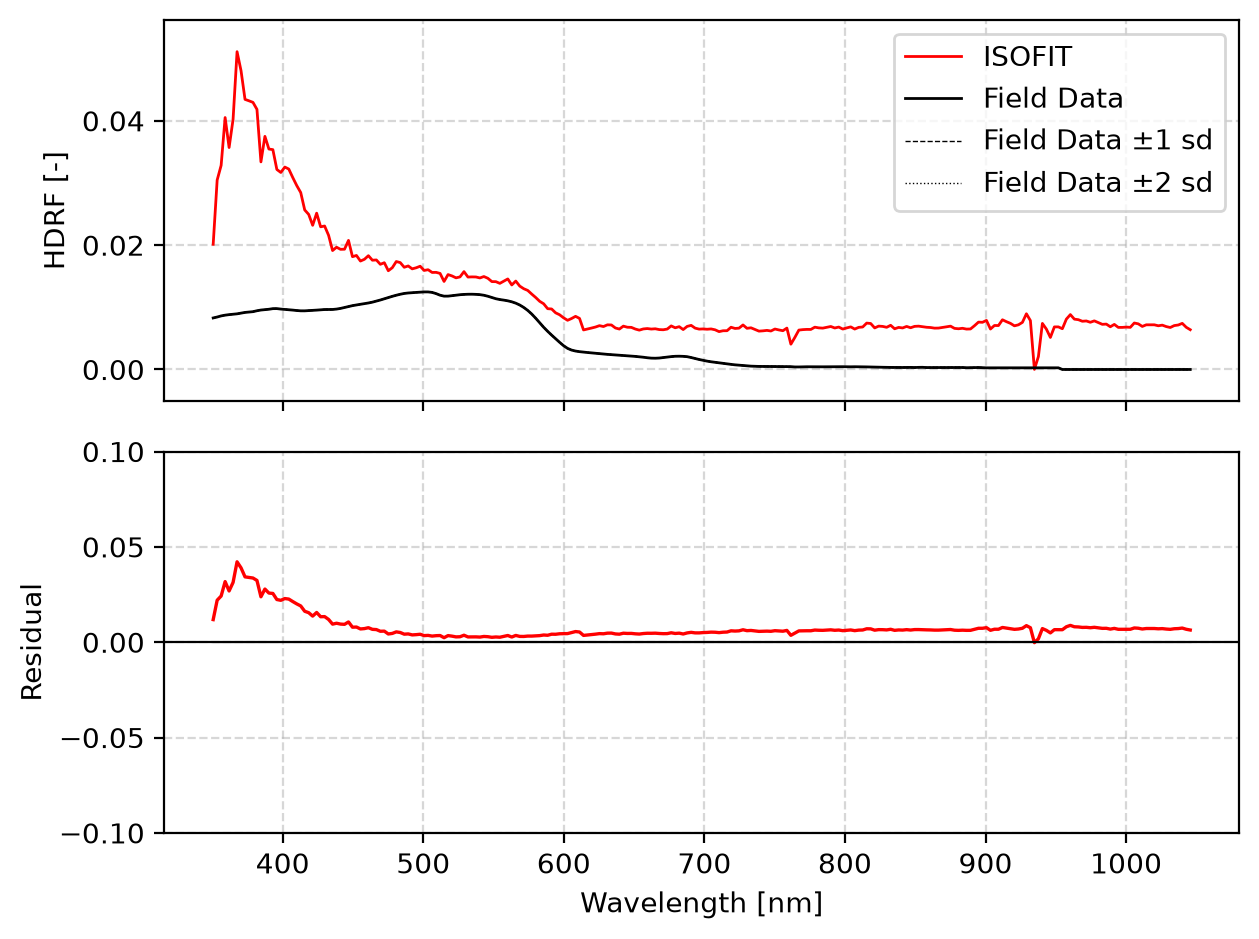 HDRF [-]
0.04
0.02
0.00
ISOFIT
Field Data
Field Data ±1 sd
Field Data ±2 sd
Residual
0.10
0.05
0.00
−0.05
−0.10
400 500 600 700 800 900 1000
Wavelength [nm]